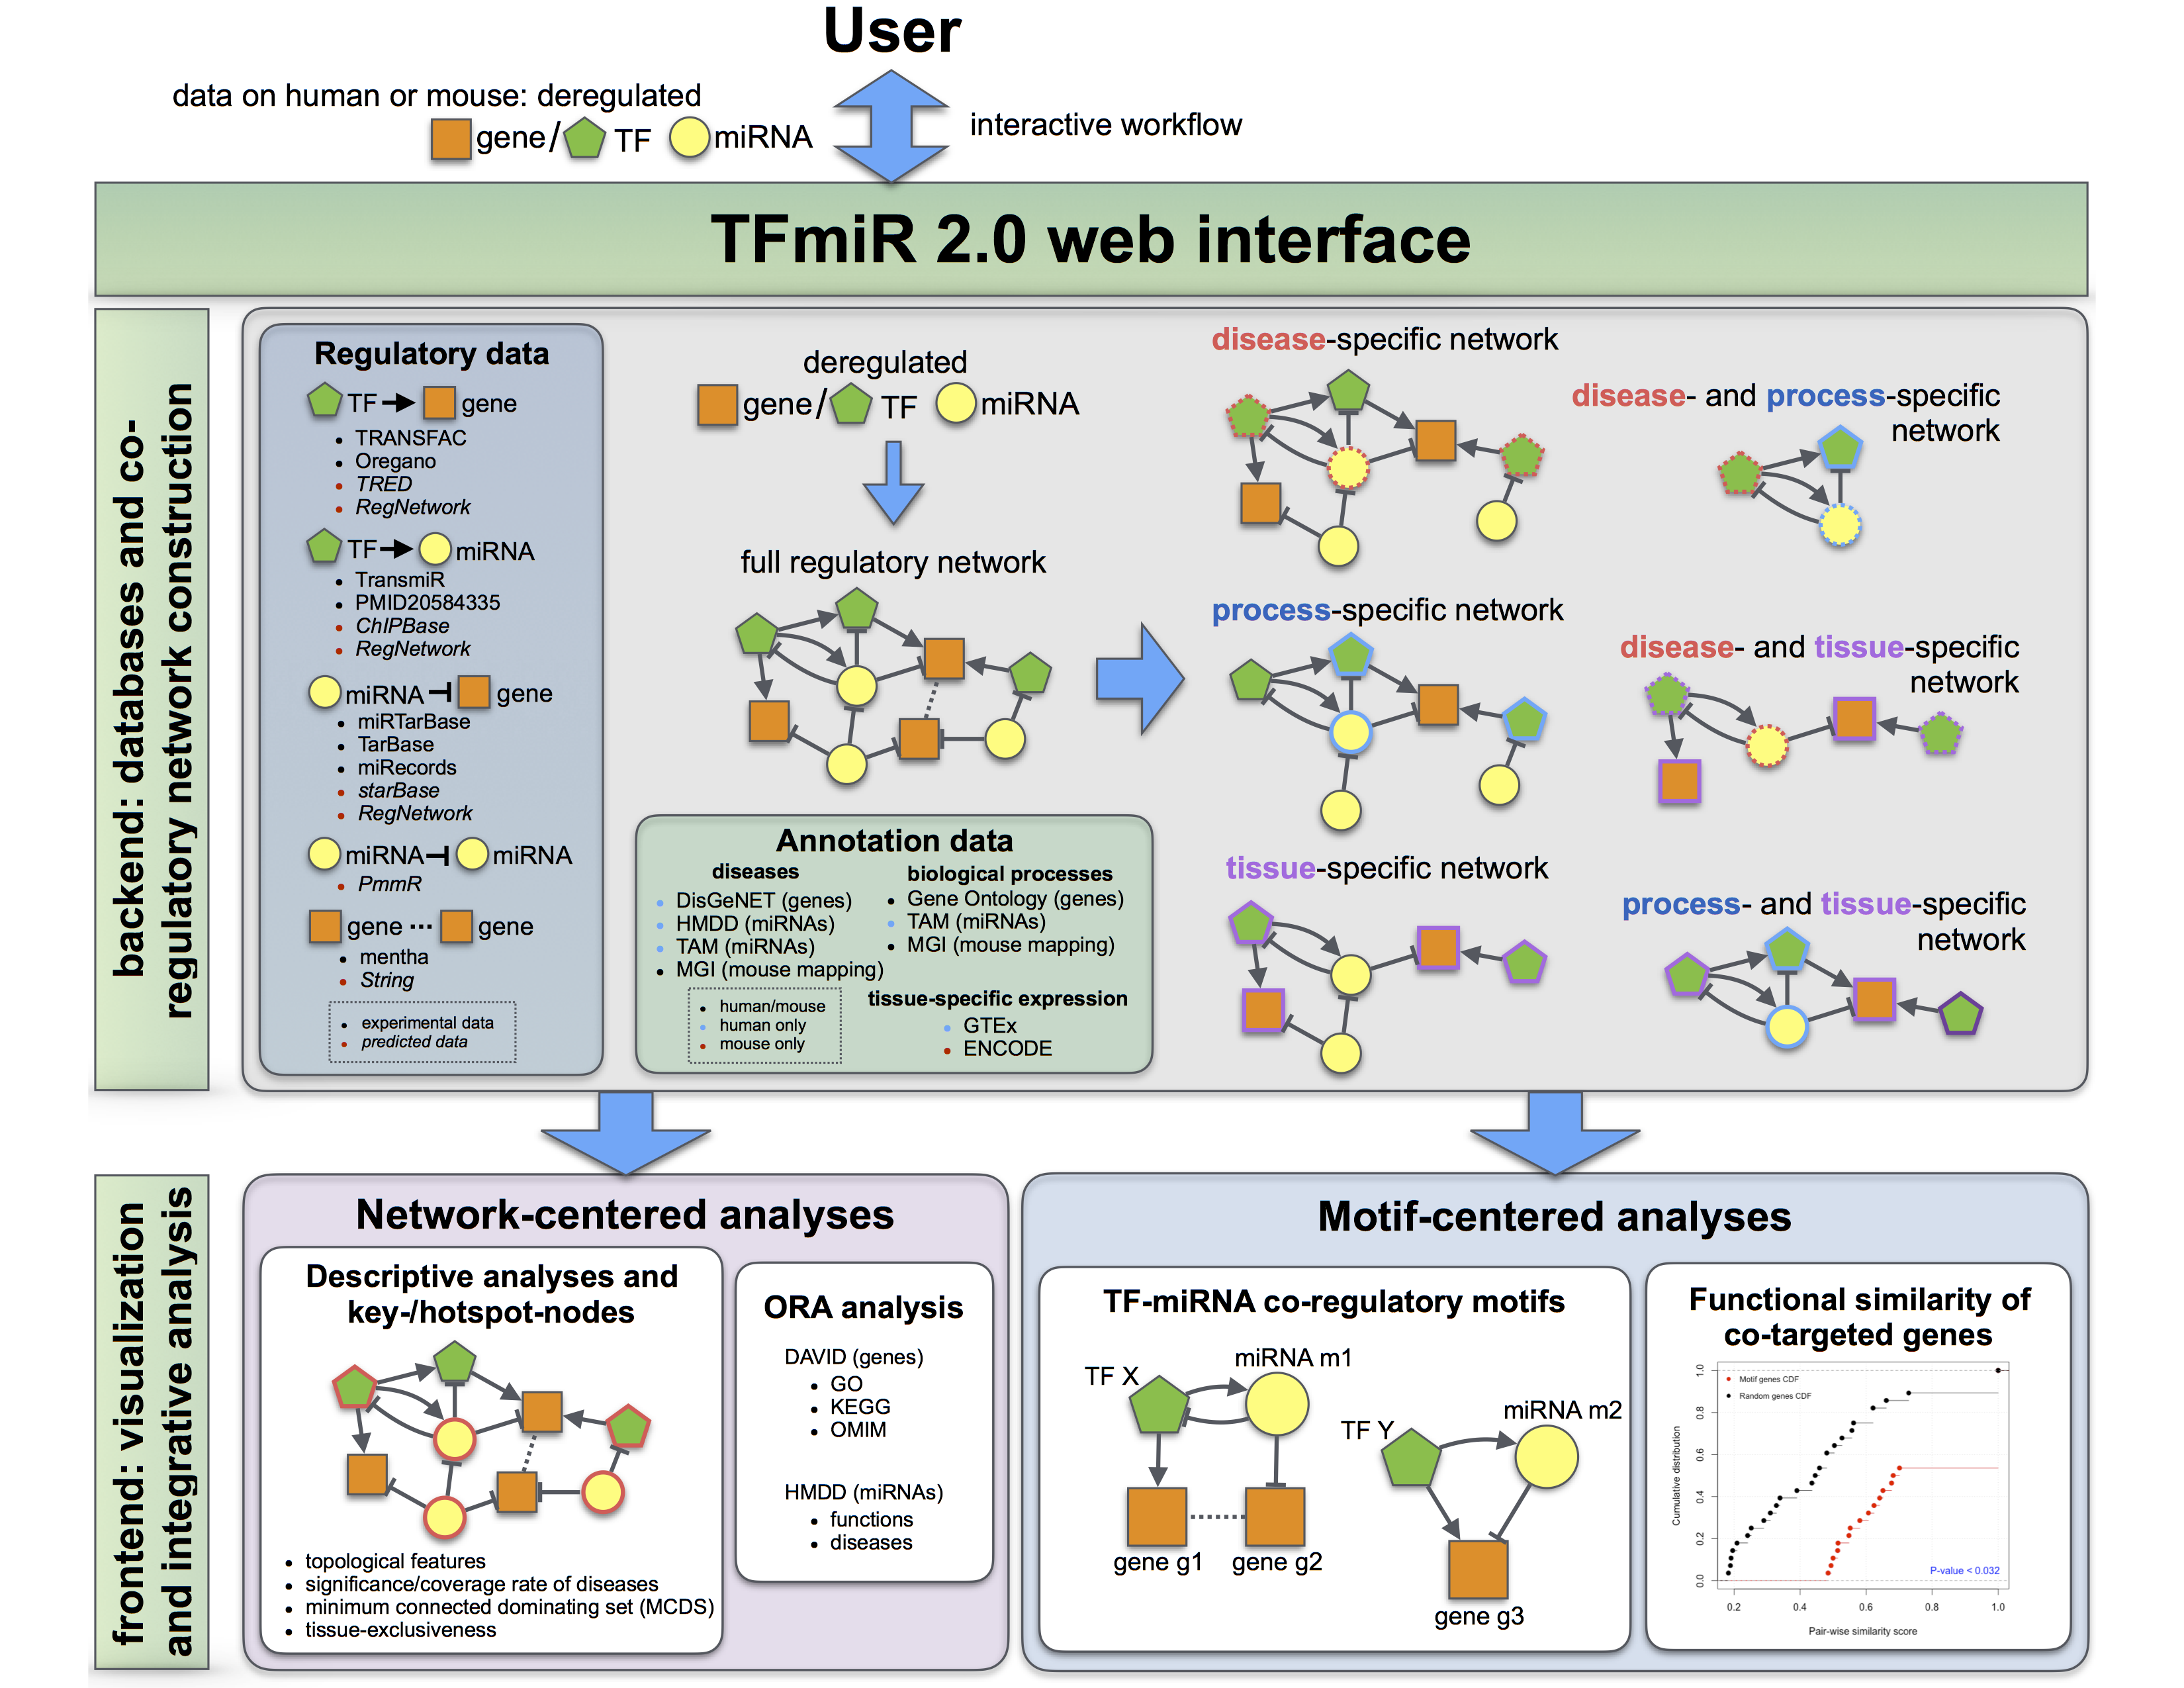 User
data on human or mouse: deregulated
gene/ TF miRNA
interactive workflow
TFmiR 2.0 web interface
backend: databases and co-
regulatory network construction
Regulatory data
TF gene
• TRANSFAC
• Oregano
• TRED
• RegNetwork
TF miRNA
• TransmiR
• PMID20584335
• ChIPBase
• RegNetwork
miRNA gene
• miRTarBase
• TarBase
• miRecords
• starBase
• RegNetwork
miRNA miRNA
• PmmR
gene ··· gene
• mentha
• String
• experimental data
• predicted data
deregulated
gene/ TF miRNA
full regulatory network
Annotation data
diseases
• DisGeNET (genes)
• HMDD (miRNAs)
• TAM (miRNAs)
• MGI (mouse mapping)
biological processes
• Gene Ontology (genes)
• TAM (miRNAs)
• MGI (mouse mapping)
• human/mouse
• human only
• mouse only
tissue-specific expression
• GTEx
• ENCODE
disease-specific network
disease- and process-specific
network
process-specific network
disease- and tissue-specific
network
tissue-specific network
process- and tissue-specific
network
frontend: visualization
and integrative analysis
Network-centered analyses
Descriptive analyses and
key-/hotspot-nodes
• topological features
• significance/coverage rate of diseases
• minimum connected dominating set (MCDS)
• tissue-exclusiveness
ORA analysis
DAVID (genes)
• GO
• KEGG
• OMIM
HMDD (miRNAs)
• functions
• diseases
Motif-centered analyses
TF-miRNA co-regulatory motifs
TF X
miRNA m1
gene g1
gene g2
TF Y
miRNA m2
gene g3
Functional similarity of
co-targeted genes
Motif genes CDF
Random genes CDF
Cumulative distribution
1.0
0.8
0.6
0.4
0.2
0.0
P-value < 0.032
0.2 0.4 0.6 0.8 1.0
Pair-wise similarity score